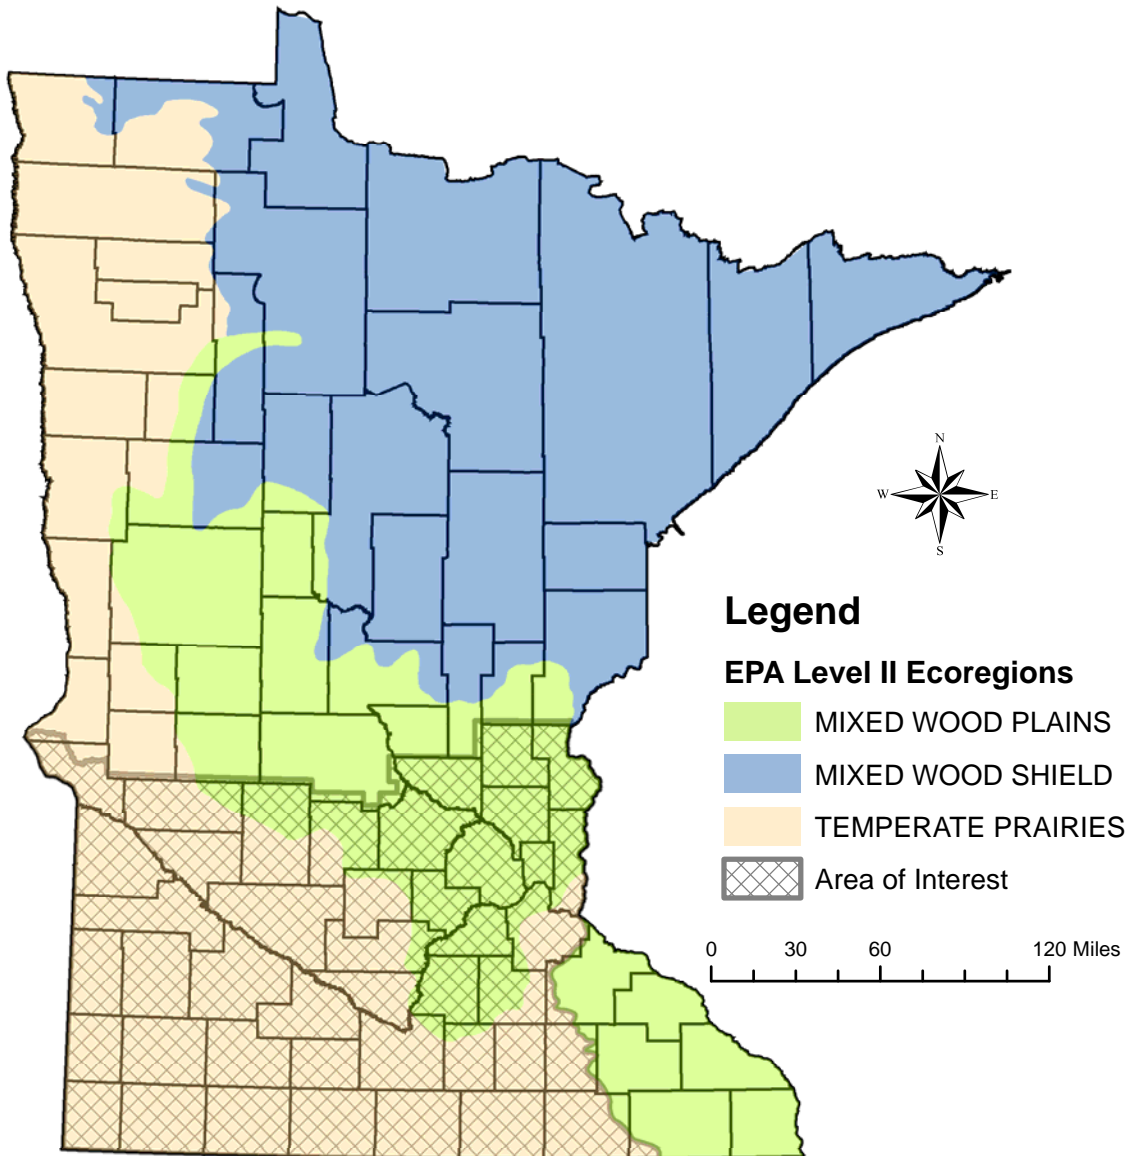 N
W E
S
Legend
EPA Level II Ecoregions
MIXED WOOD PLAINS
MIXED WOOD SHIELD
TEMPERATE PRAIRIES
Area of Interest
0 30 60 120 Miles